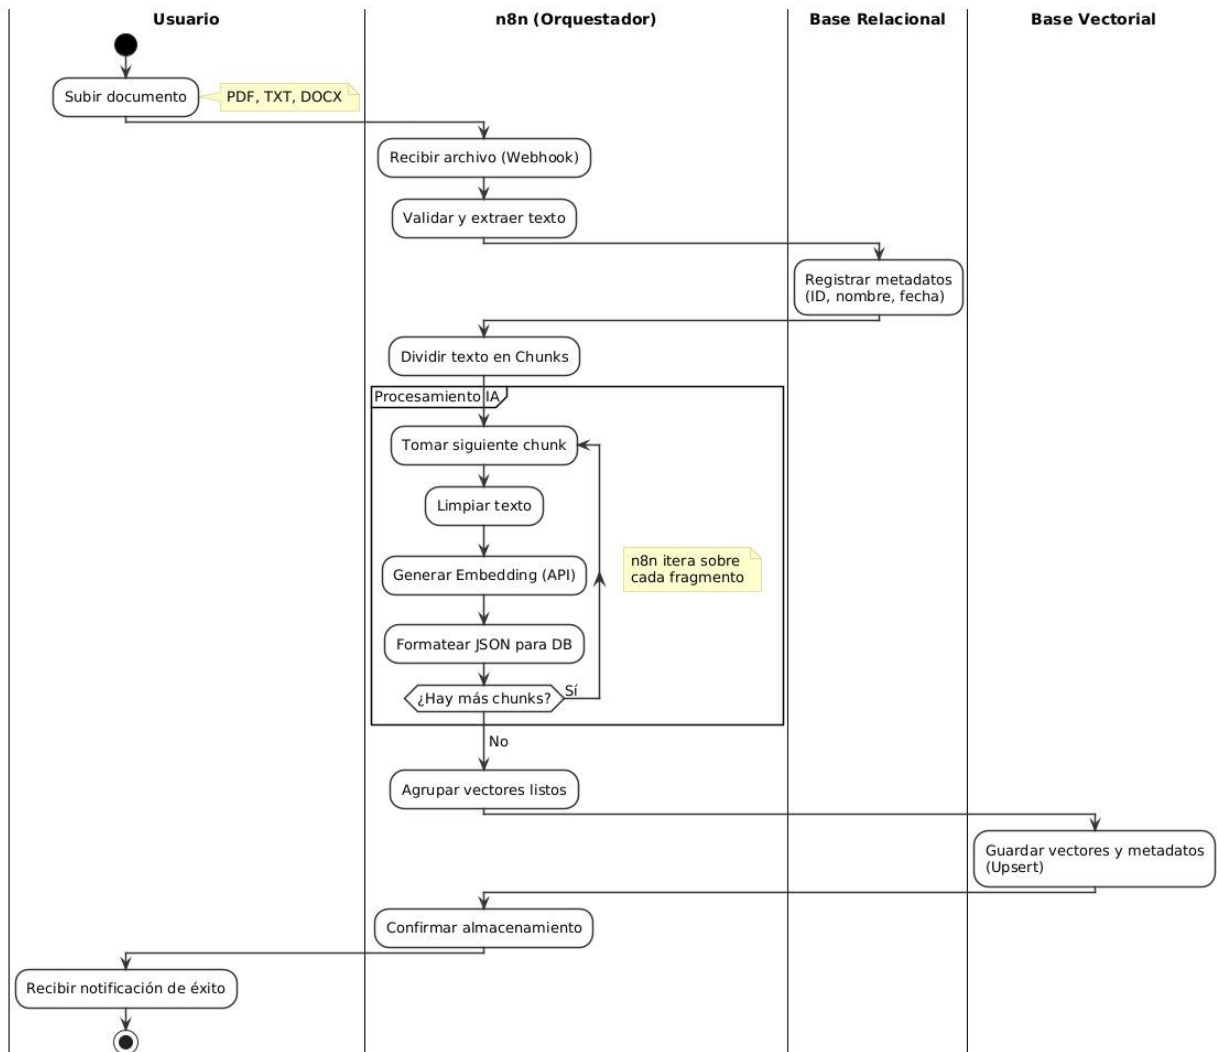 Usuario
n8n (Orquestador)
Base Relacional
Base Vectorial
Subir documento
PDF, TXT, DOCX
Recibir archivo (Webhook)
Validar y extraer texto
Registrar metadatos
(ID, nombre, fecha)
Dividir texto en Chunks
Procesamiento IA
Tomar siguiente chunk
Limpiar texto
n8n itera sobre
cada fragmento
Generar Embedding (API)
Formatear JSON para DB
¿Hay más chunks?
Sí
No
Agrupar vectores listos
Guardar vectores y metadatos
(Upsert)
Confirmar almacenamiento
Recibir notificación de éxito